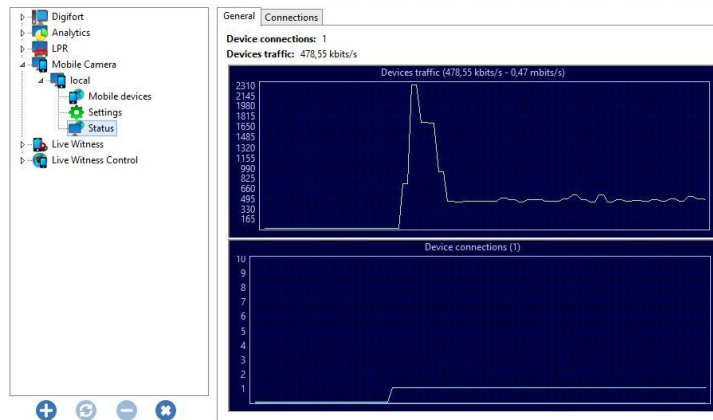 Digifort
Analytics
LPR
Mobile Camera
local
Mobile devices
Settings
Status
Live Witness
Live Witness Control
General
Connections
Device connections: 1
Devices traffic: 478,55 kbits/s
Devices traffic (478,55 kbits/s - 0,47 mbits/s)
2310
2145
1980
1815
1650
1485
1320
1155
990
825
660
495
330
165
Device connections (1)
10
9
8
7
6
5
4
3
2
1